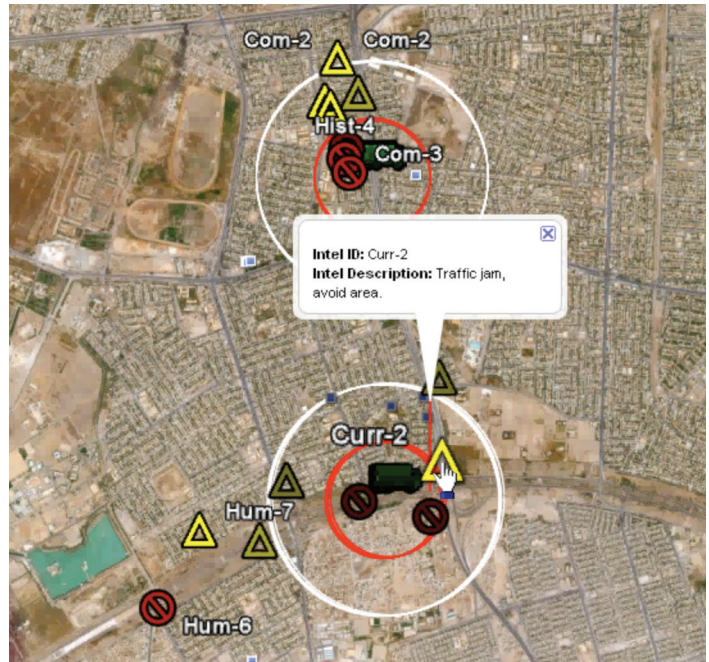 Com-2 Com-2
Hist-4
Com-3
Intel ID: Curr-2
Intel Description: Traffic jam,
avoid area.
Curr-2
Hum-7
Hum-6